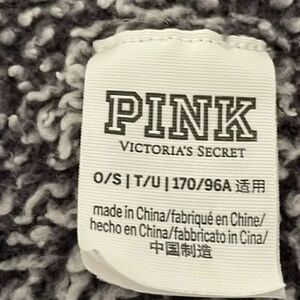 PINK
VICTORIA'S SECRET
O/S | T/U | 170/96A 适用
made in China/fabriqué en Chine/
hecho en China/fabbricato in Cina/
中国制造